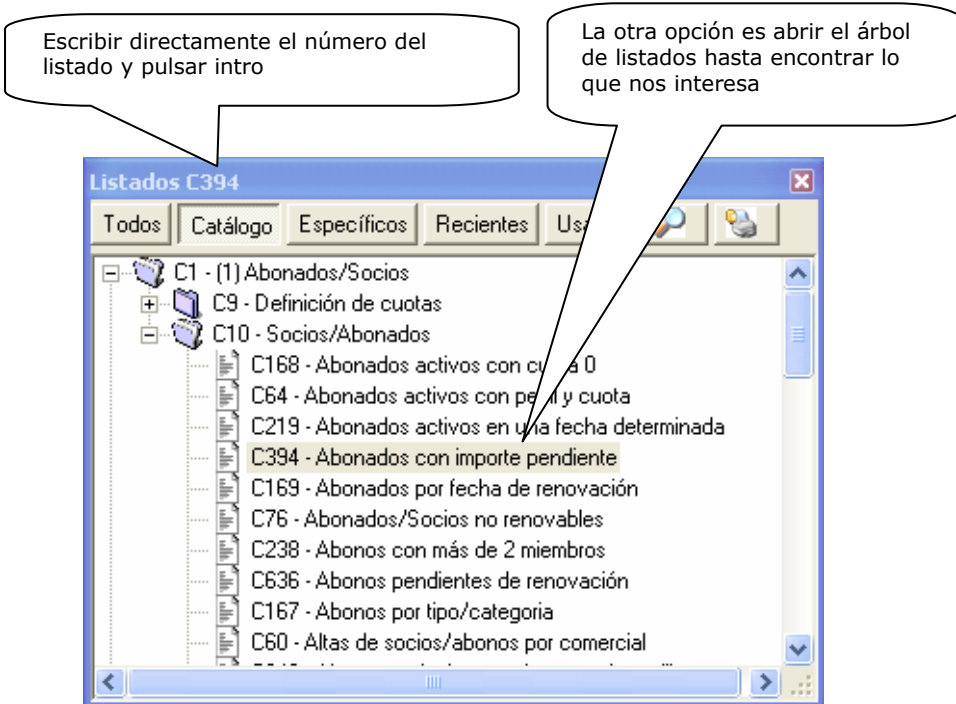 Escribir directamente el número del
listado y pulsar intro
La otra opción es abrir el árbol
de listados hasta encontrar lo
que nos interesa
Listados C394
Todos Catálogo Específicos Recientes
C1 - (1) Abonados/Socios
C9 - Definición de cuotas
C10 - Socios/Abonados
C168 - Abonados activos con 0
C64 - Abonados activos con y cuota
C219 - Abonados activos en una fecha determinada
C394 - Abonados con importe pendiente
C169 - Abonados por fecha de renovación
C76 - Abonados/Socios no renovables
C238 - Abonos con más de 2 miembros
C636 - Abonos pendientes de renovación
C167 - Abonos por tipo/categoria
C60 - Altas de socios/abonos por comercial